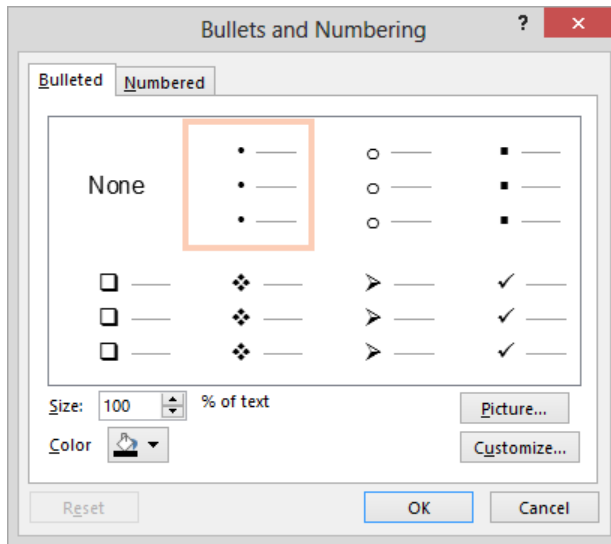 Bullets and Numbering
?
Bulleted Numbered
None
Size: 100 % of text
Picture...
Color
Customize...
Reset OK Cancel